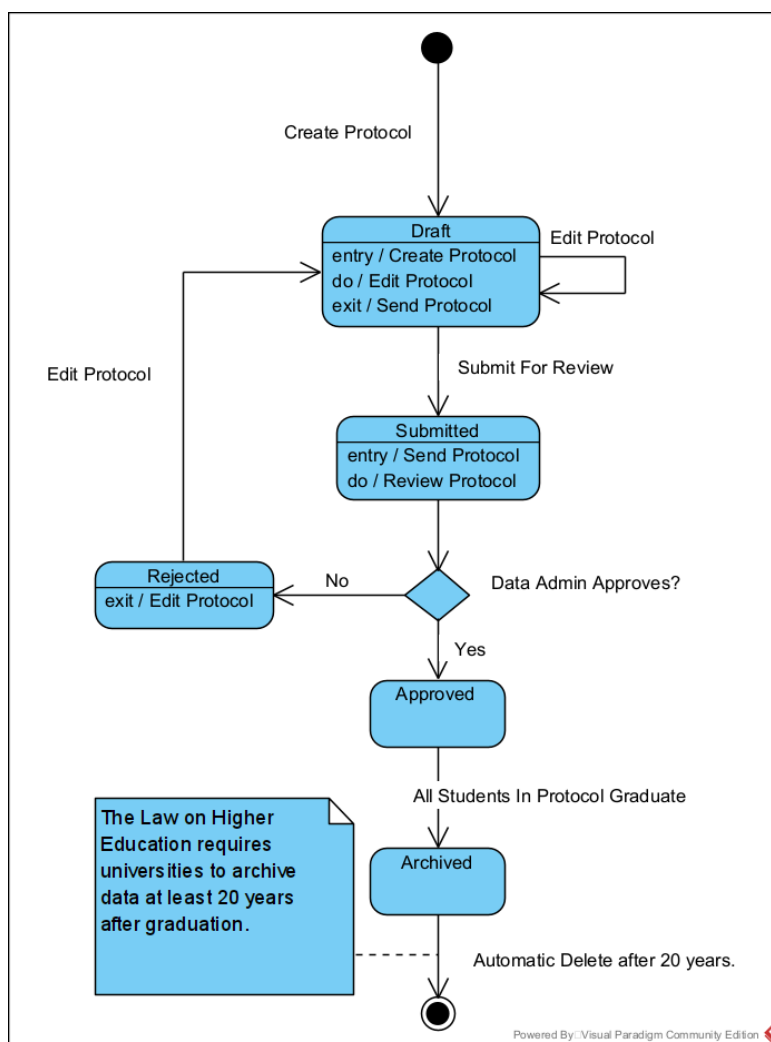 Create Protocol
Draft
entry / Create Protocol
do / Edit Protocol
exit / Send Protocol
Edit Protocol
Edit Protocol
Submit For Review
Submitted
entry / Send Protocol
do / Review Protocol
Rejected
exit / Edit Protocol
No
Data Admin Approves?
Yes
Approved
All Students In Protocol Graduate
The Law on Higher
Education requires
universities to archive
data at least 20 years
after graduation.
Archived
Automatic Delete after 20 years.
Powered By Visual Paradigm Community Edition